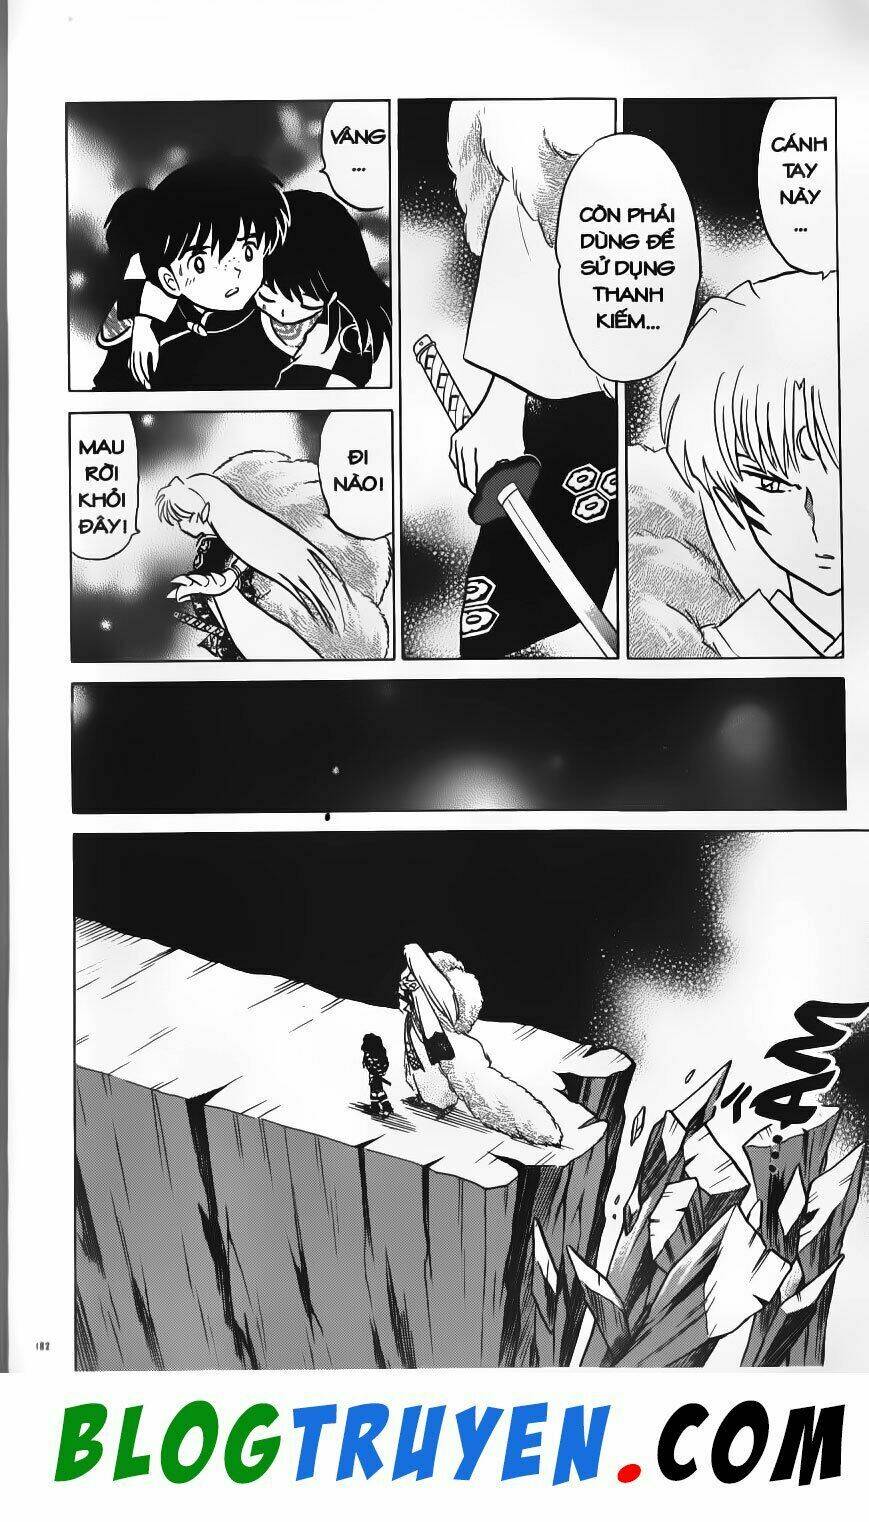 CÁNH
TAY
NÀY
...
CÒN PHẢI
DÙNG ĐỂ
SỬ DỤNG
THANH
KIẾM...
VÂNG
...
ĐI
NÀO!
MAU
RỜI
KHỎI
ĐÂY!
ẦM
182
BLOGTRUYEN.COM